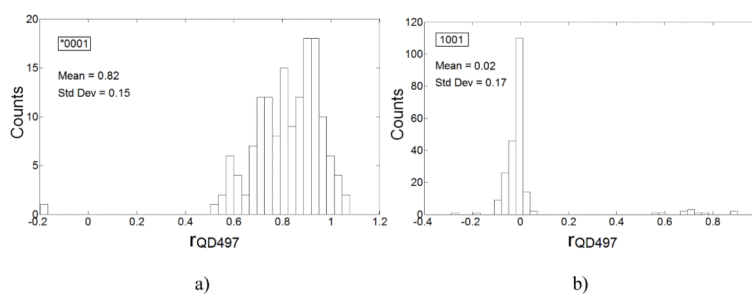 20
15
10
5
0
Counts
*0001
Mean = 0.82
Std Dev = 0.15
-0.2 0 0.2 0.4 0.6 0.8 1 1.2
rQD497
a)
120
100
80
60
40
20
0
Counts
1001
Mean = 0.02
Std Dev = 0.17
-0.4 -0.2 0 0.2 0.4 0.6 0.8
rQD497
b)